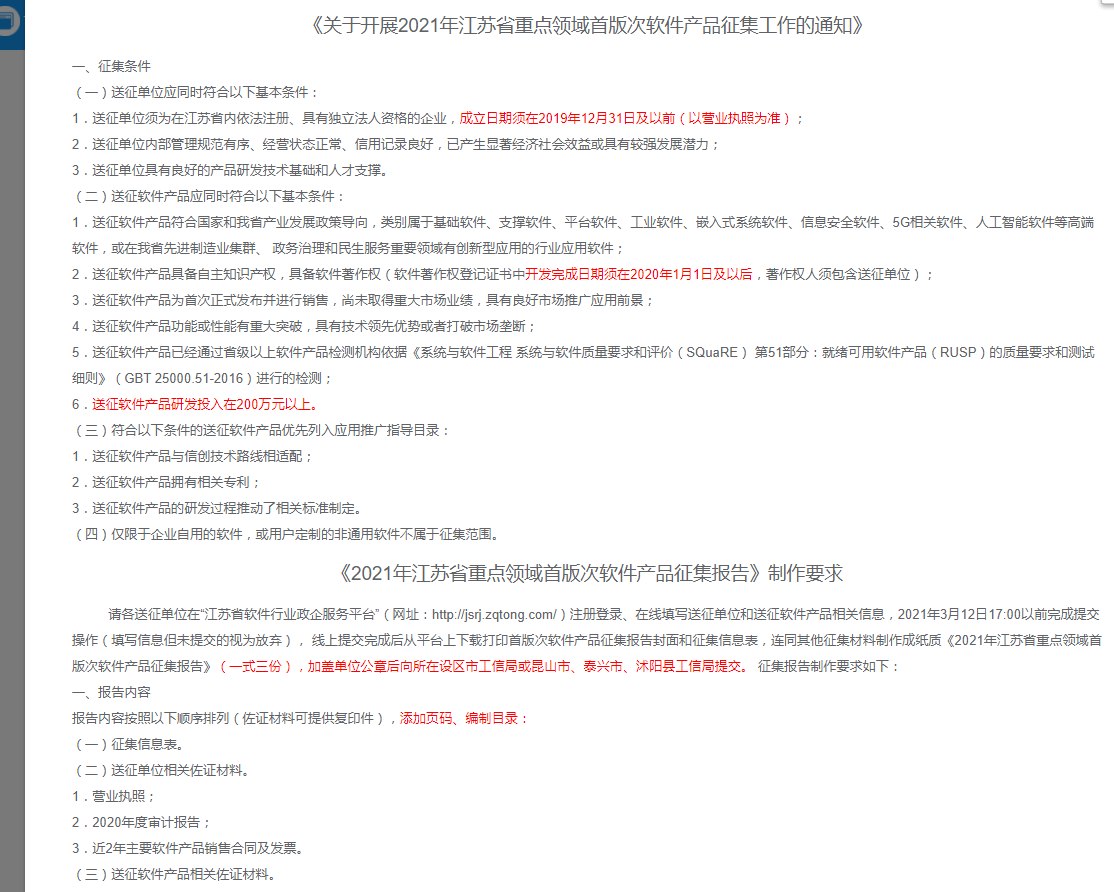 《关于开展2021年江苏省重点领域首版次软件产品征集工作的通知》
一、征集条件
（一）送征单位应同时符合以下基本条件：
1．送征单位须为在江苏省内依法注册、具有独立法人资格的企业，成立日期须在2019年12月31日及以前（以营业执照为准）；
2．送征单位内部管理规范有序、经营状态正常、信用记录良好，已产生显著经济社会效益或具有较强发展潜力；
3．送征单位具有良好的产品研发技术基础和人才支撑。
（二）送征软件产品应同时符合以下基本条件：
1．送征软件产品符合国家和我省产业发展政策导向，类别属于基础软件、支撑软件、平台软件、工业软件、嵌入式系统软件、信息安全软件、5G相关软件、人工智能软件等高端
软件，或在我省先进制造业集群、 政务治理和民生服务重要领域有创新型应用的行业应用软件；
2．送征软件产品具备自主知识产权，具备软件著作权（软件著作权登记证书中开发完成日期须在2020年1月1日及以后，著作权人须包含送征单位）；
3．送征软件产品为首次正式发布并进行销售，尚未取得重大市场业绩，具有良好市场推广应用前景；
4．送征软件产品功能或性能有重大突破，具有技术领先优势或者打破市场垄断；
5．送征软件产品已经通过省级以上软件产品检测机构依据《系统与软件工程 系统与软件质量要求和评价（SQuaRE） 第51部分：就绪可用软件产品（RUSP）的质量要求和测试
细则》（GBT 25000.51-2016）进行的检测；
6．送征软件产品研发投入在200万元以上。
（三）符合以下条件的送征软件产品优先列入应用推广指导目录：
1．送征软件产品与信创技术路线相适配；
2．送征软件产品拥有相关专利；
3．送征软件产品的研发过程推动了相关标准制定。
（四）仅限于企业自用的软件，或用户定制的非通用软件不属于征集范围。
《2021年江苏省重点领域首版次软件产品征集报告》制作要求
请各送征单位在“江苏省软件行业政企服务平台”（网址：http://jsrj.zqtong.com/）注册登录、在线填写送征单位和送征软件产品相关信息，2021年3月12日17:00以前完成提交
操作（填写信息但未提交的视为放弃）， 线上提交完成后从平台上下载打印首版次软件产品征集报告封面和征集信息表，连同其他征集材料制作成纸质《2021年江苏省重点领域首
版次软件产品征集报告》（一式三份），加盖单位公章后向所在设区市工信局或昆山市、泰兴市、沭阳县工信局提交。 征集报告制作要求如下：
一、报告内容
报告内容按照以下顺序排列（佐证材料可提供复印件），添加页码、编制目录：
（一）征集信息表。
（二）送征单位相关佐证材料。
1．营业执照；
2．2020年度审计报告；
3．近2年主要软件产品销售合同及发票。
（三）送征软件产品相关佐证材料。